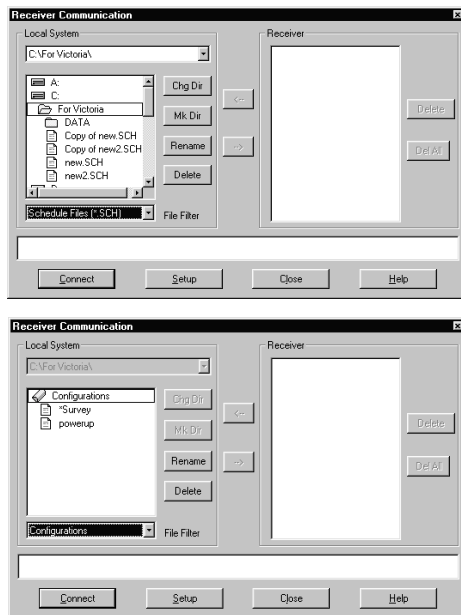 Receiver Communication
Local System
Receiver
C:\For Victoria\
A:
C:
For Victoria
DATA
Copy of new.SCH
Copy of new2.SCH
new.SCH
new2.SCH
Chg Dir
Mk Dir
Rename
Delete
<--
-->
Delete
Del All
Schedule Files (*.SCH)
File Filter
Connect
Setup
Close
Help
Receiver Communication
Local System
Receiver
C:\For Victoria\
Configurations
*Survey
powerup
Chg Dir
Mk Dir
Rename
Delete
<--
-->
Delete
Del All
Configurations
File Filter
Connect
Setup
Close
Help